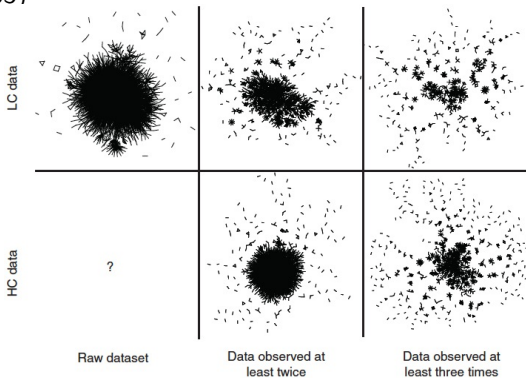 LC data
HC data
?
Raw dataset
Data observed at
least twice
Data observed at
least three times